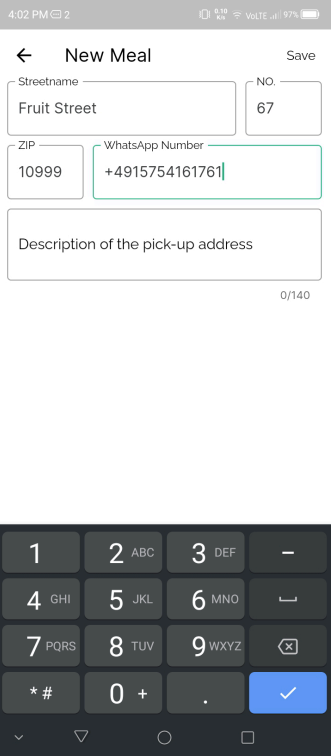 4:02 PM 2 0.10 K/s VoLTE 97%
New Meal Save
Streetname NO.
Fruit Street 67
ZIP WhatsApp Number
10999 +4915754161761
Description of the pick-up address
0/140
1 2 ABC 3 DEF –
4 GHI 5 JKL 6 MNO
7 PQRS 8 TUV 9 WXYZ
* # 0 + .